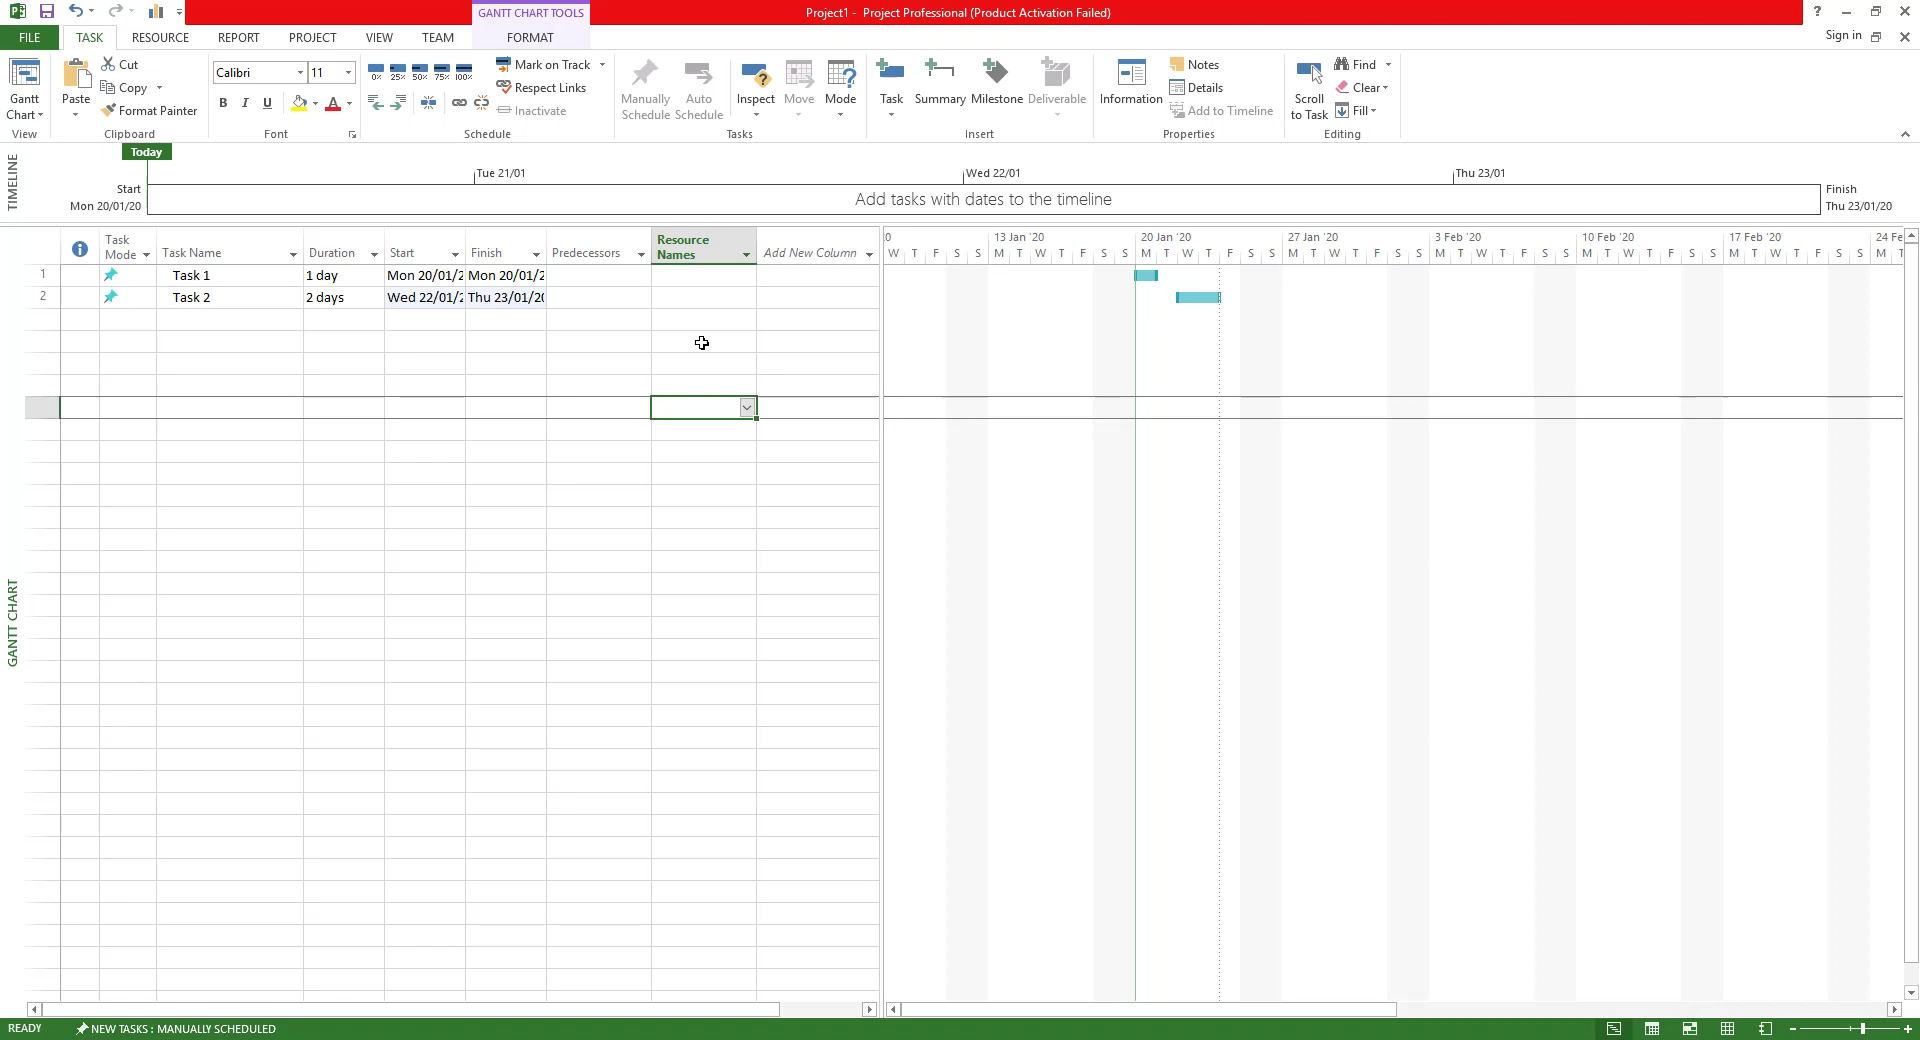 GANTT CHART TOOLS
Project1 - Project Professional (Product Activation Failed)
?
FILE TASK RESOURCE REPORT PROJECT VIEW TEAM FORMAT Sign in
Gantt Chart
View
Paste
Cut
Copy
Format Painter
Clipboard
Calibri 11
B I U A
Font
0% 25% 50% 75% 100%
Mark on Track
Respect Links
Inactivate
Schedule
Manually Schedule
Auto Schedule
Inspect
Move
Mode
Tasks
Task
Summary
Milestone
Deliverable
Insert
Information
Notes
Details
Add to Timeline
Properties
Scroll to Task
Find
Clear
Fill
Editing
TIMELINE
Today
Start
Mon 20/01/20
Tue 21/01 Wed 22/01 Thu 23/01
Add tasks with dates to the timeline
Finish
Thu 23/01/20
GANTT CHART
Task Mode Task Name Duration Start Finish Predecessors Resource Names Add New Column
1 Task 1 1 day Mon 20/01/2 Mon 20/01/2
2 Task 2 2 days Wed 22/01/2 Thu 23/01/20
0 13 Jan '20 20 Jan '20 27 Jan '20 3 Feb '20 10 Feb '20 17 Feb '20 24 Fe
W T F S S M T W T F S S M T W T F S S M T W T F S S M T W T F S S M T W T F S S M T W T F S S M T
READY NEW TASKS : MANUALLY SCHEDULED